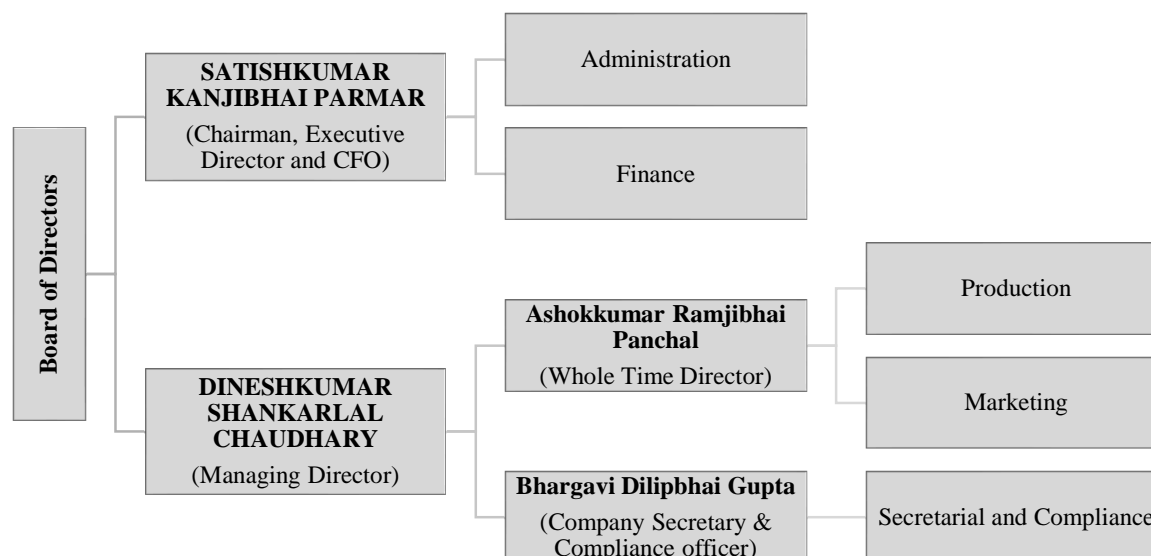 Board of Directors
SATISHKUMAR
KANJIBHAI PARMAR
(Chairman, Executive
Director and CFO)
Administration
Finance
DINESHKUMAR
SHANKARLAL
CHAUDHARY
(Managing Director)
Ashokkumar Ramjibhai
Panchal
(Whole Time Director)
Production
Marketing
Bhargavi Dilipbhai Gupta
(Company Secretary &
Compliance officer)
Secretarial and Compliance